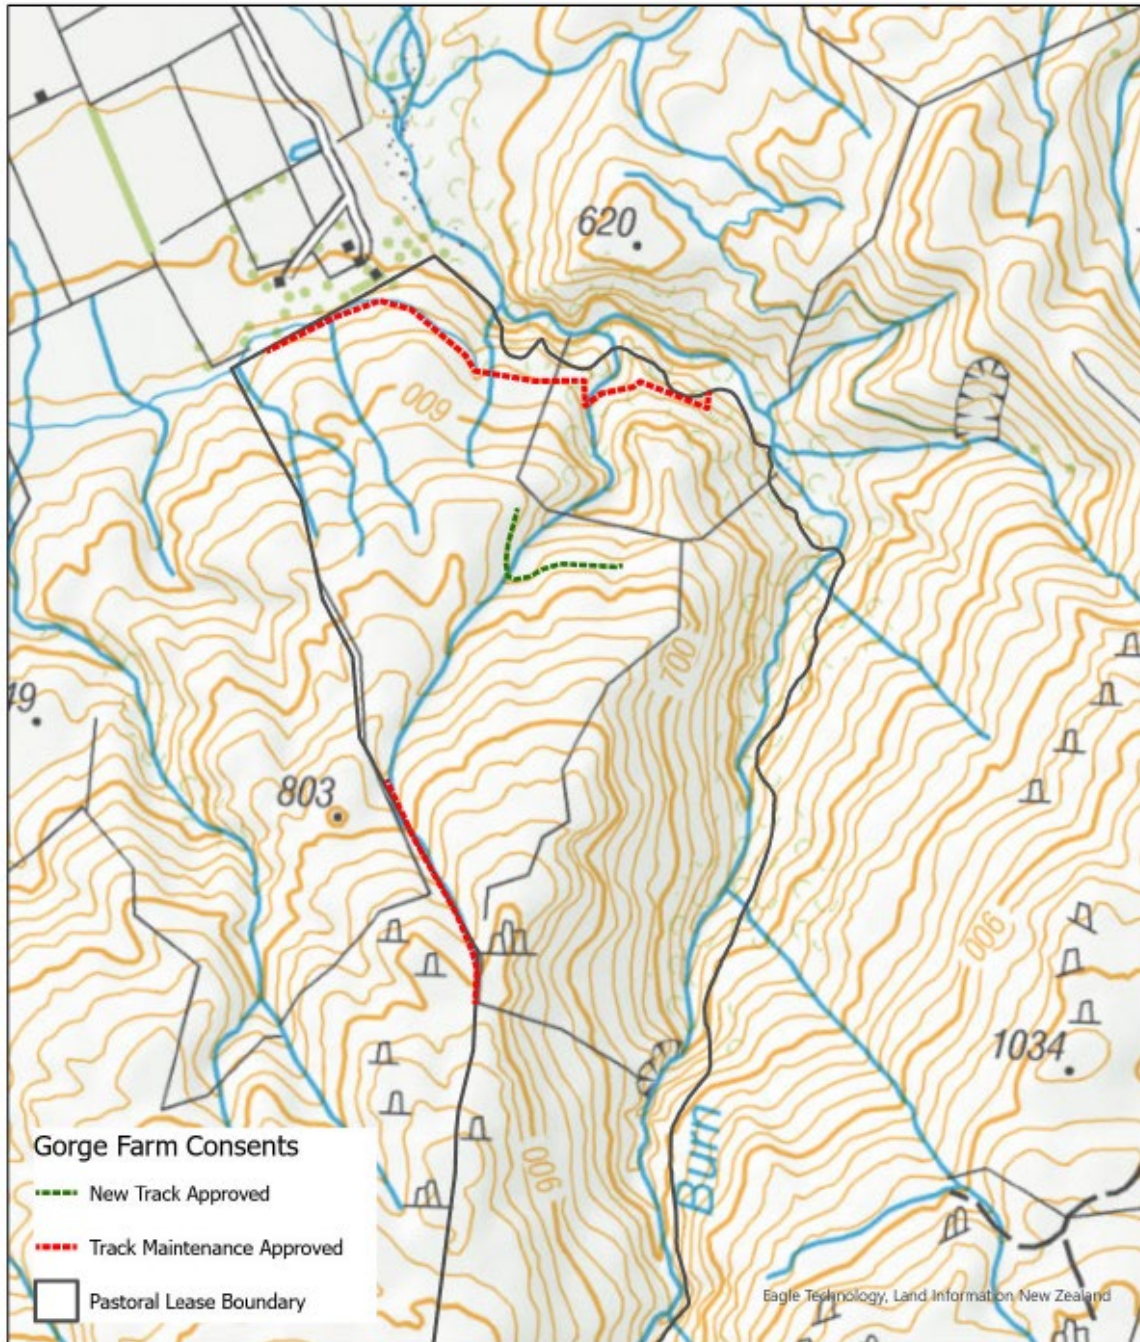 620
600
700
49
803
900
1034
900
Burn
Gorge Farm Consents
New Track Approved
Track Maintenance Approved
Pastoral Lease Boundary
Eagle Technology, Land Information New Zealand